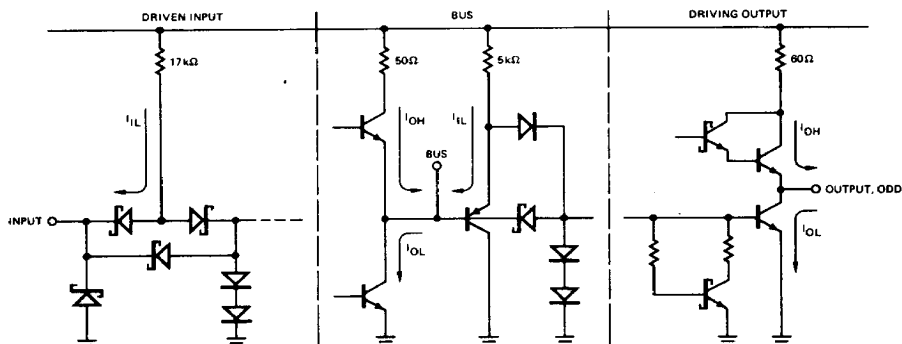 DRIVEN INPUT
BUS
DRIVING OUTPUT
17kΩ
50Ω
5kΩ
60Ω
IIL
IOH
IIL
BUS
IOH
INPUT
OUTPUT, ODD
IOL
IOL